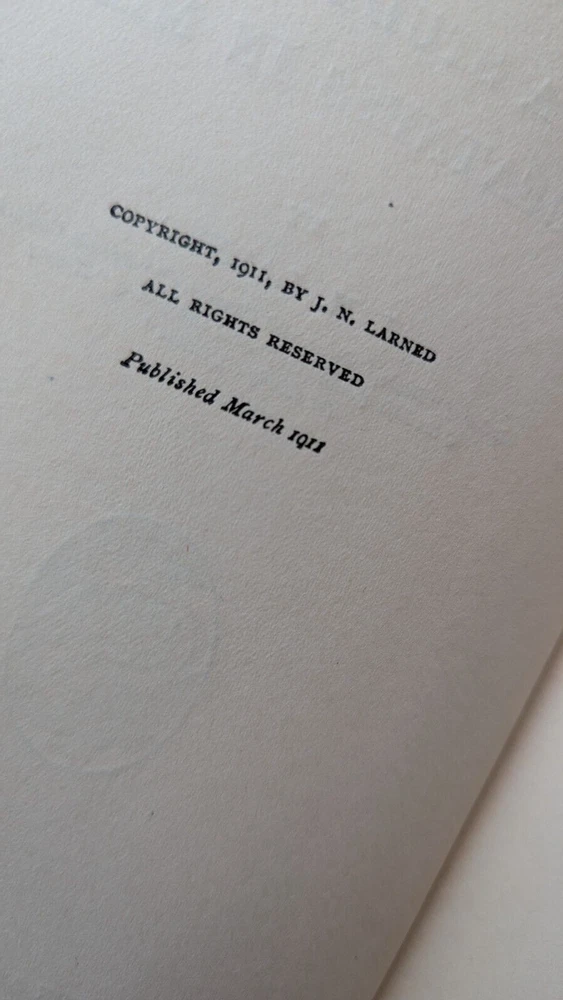 COPYRIGHT, 1911, BY J. N. LARNED
ALL RIGHTS RESERVED
Published March 1911